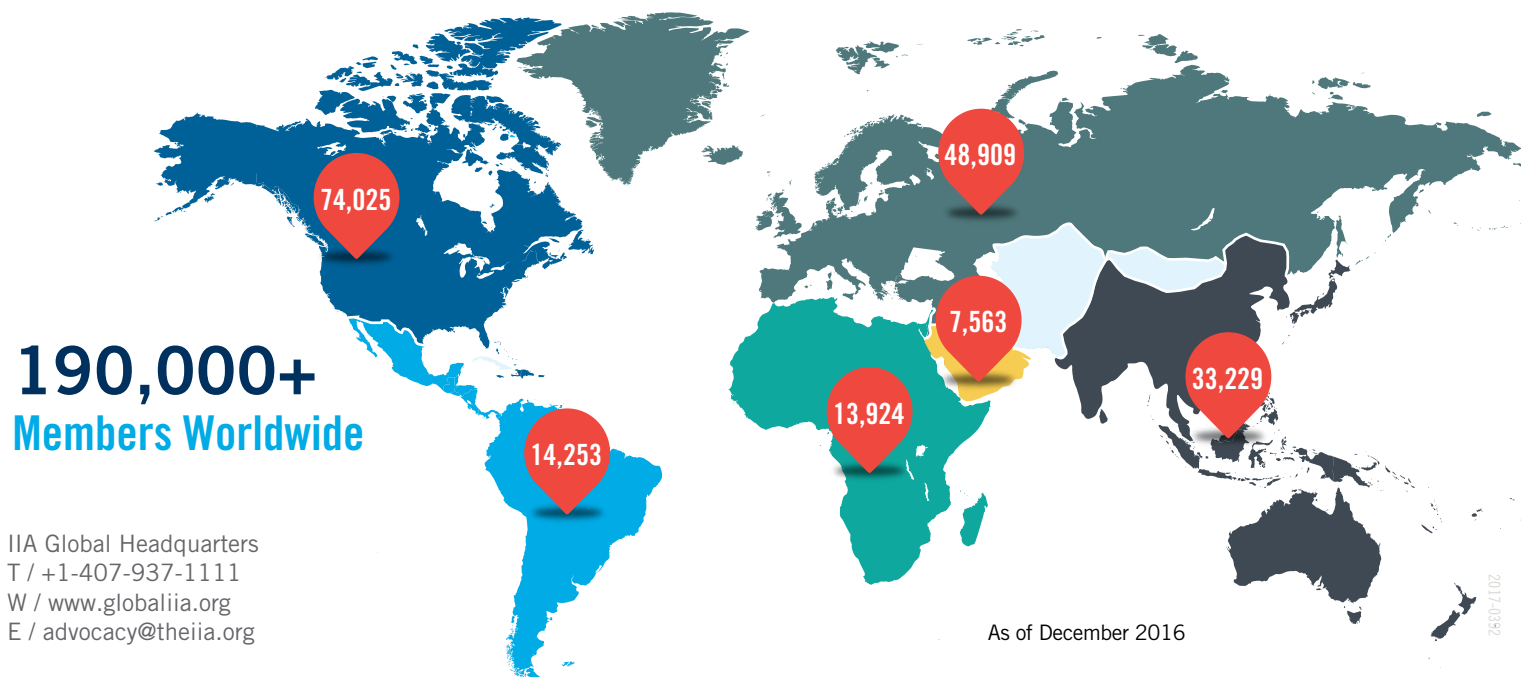 48,909
74,025
7,563
190,000+
Members Worldwide
33,229
13,924
14,253
IIA Global Headquarters
T / +1-407-937-1111
W / www.globaliia.org
E / advocacy@theiia.org
As of December 2016
2017-0392